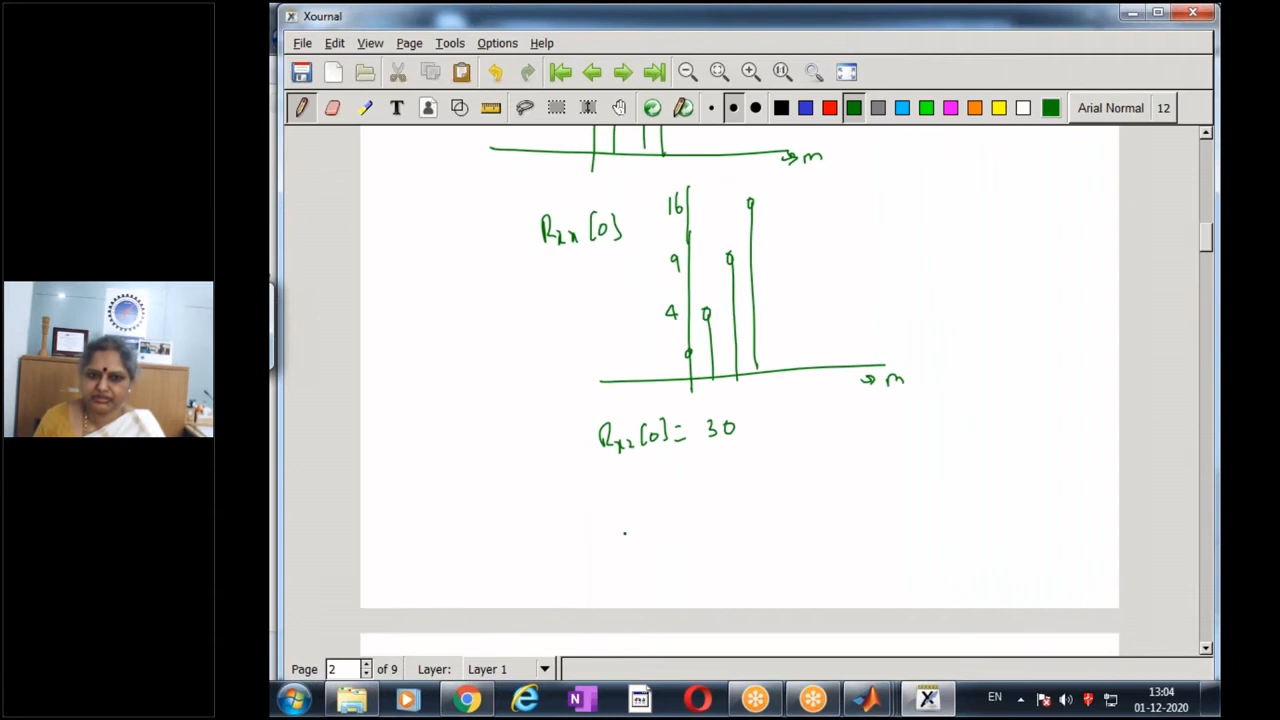 Xournal
File Edit View Page Tools Options Help
Arial Normal 12
→ m
Rxx [0]
16
9
4
→ m
Rxx[0] = 30
Page 2 of 9 Layer: Layer 1
EN 13:04
01-12-2020